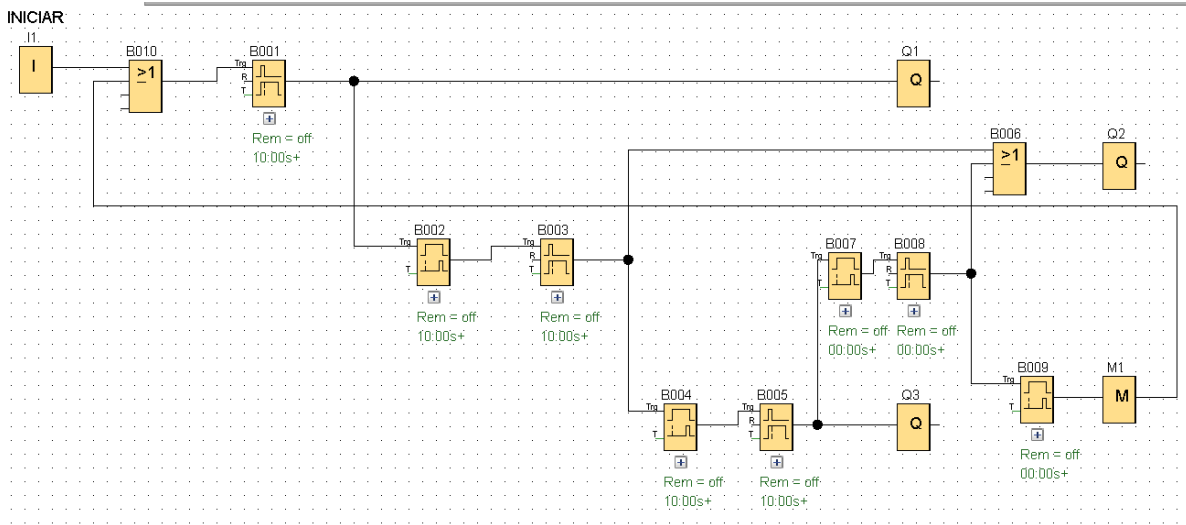 INICIAR
I1
I
B010
>1
B001
Trg
R
T
Rem = off
10:00s+
Q1
Q
B006
>1
Q2
Q
B002
Trg
T
Rem = off
10:00s+
B003
Trg
R
T
Rem = off
10:00s+
B007
Trg
T
Rem = off
00:00s+
B008
Trg
R
T
Rem = off
00:00s+
B009
Trg
T
Rem = off
00:00s+
M1
M
B004
Trg
T
Rem = off
10:00s+
B005
Trg
R
T
Rem = off
10:00s+
Q3
Q